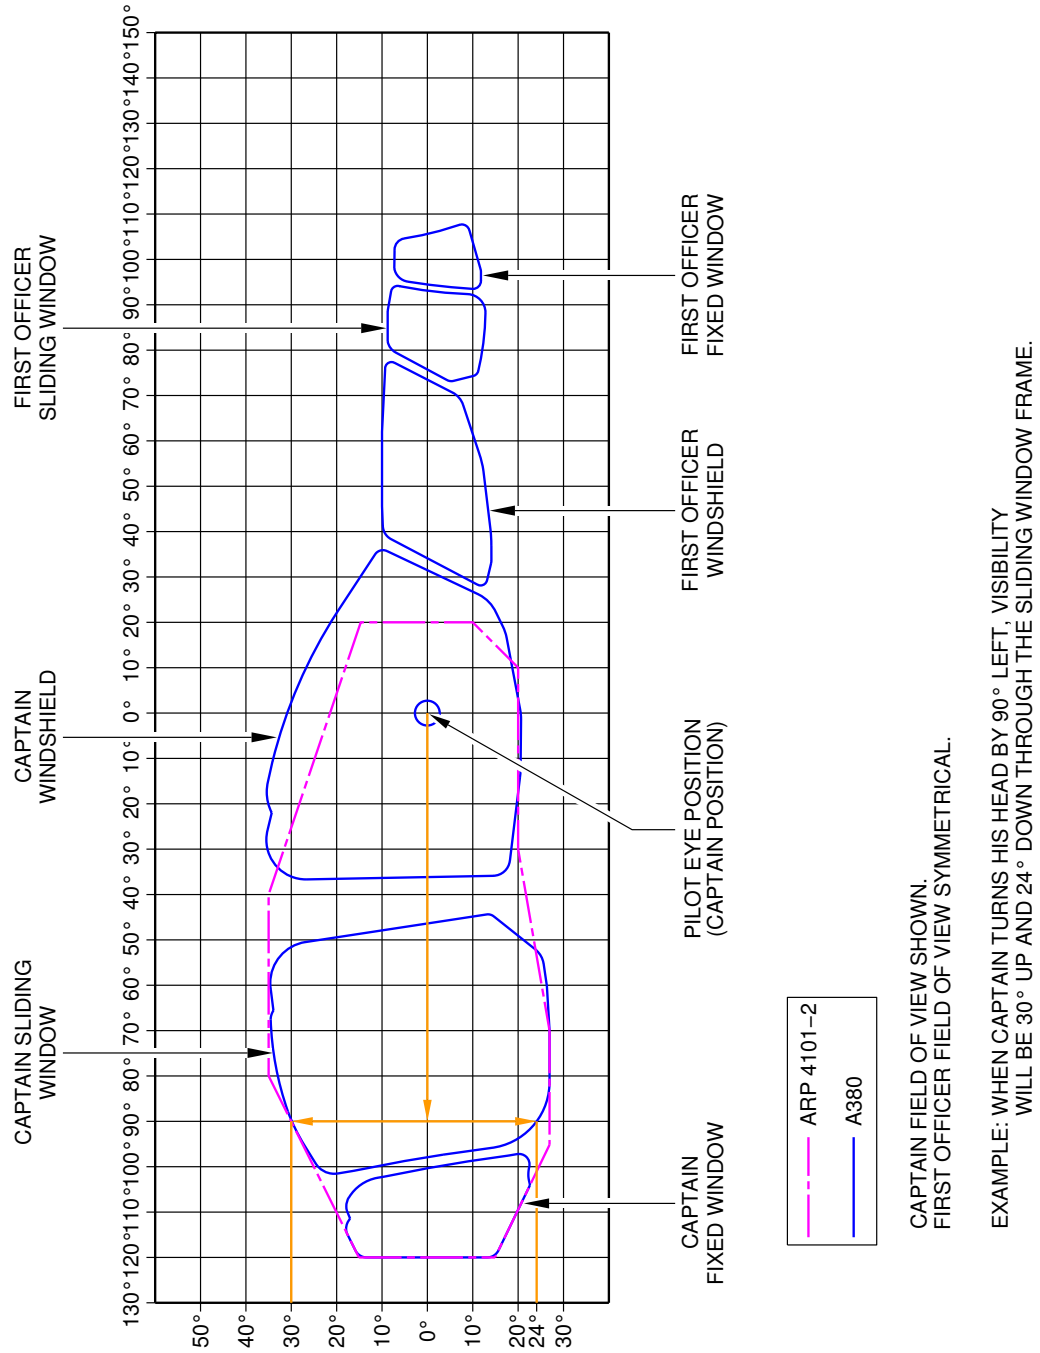 CAPTAIN SLIDING
WINDOW
CAPTAIN
WINDSHIELD
FIRST OFFICER
SLIDING WINDOW
50°
40°
30°
20°
10°
0°
10°
20°
24°
30°
130°120°110°100°90° 80° 70° 60° 50° 40° 30° 20° 10° 0° 10° 20° 30° 40° 50° 60° 70° 80° 90° 100°110°120°130°140°150°
CAPTAIN
FIXED WINDOW
PILOT EYE POSITION
(CAPTAIN POSITION)
FIRST OFFICER
WINDSHIELD
FIRST OFFICER
FIXED WINDOW
ARP 4101−2
A380
CAPTAIN FIELD OF VIEW SHOWN.
FIRST OFFICER FIELD OF VIEW SYMMETRICAL.
EXAMPLE: WHEN CAPTAIN TURNS HIS HEAD BY 90° LEFT, VISIBILITY
WILL BE 30° UP AND 24° DOWN THROUGH THE SLIDING WINDOW FRAME.